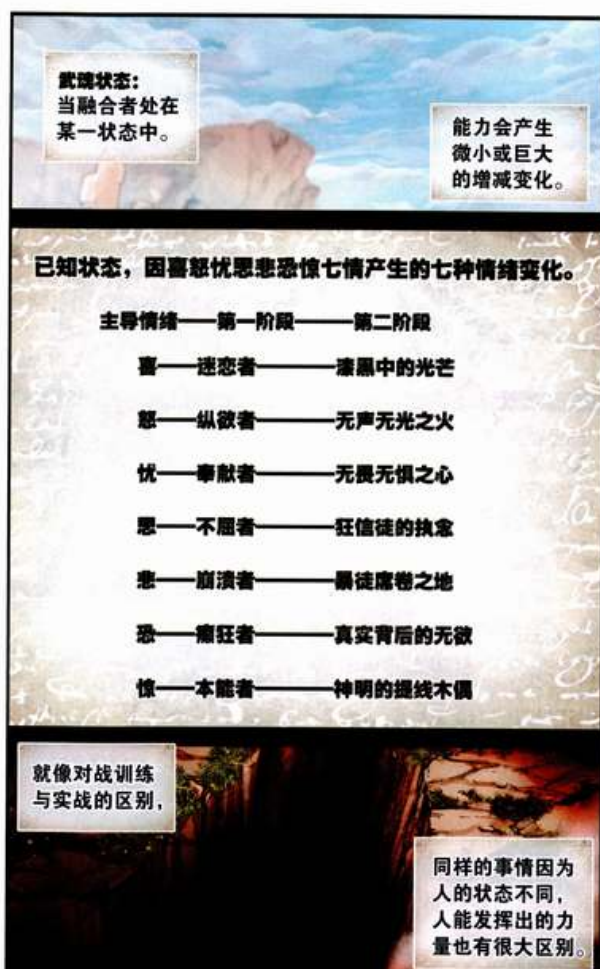 武魂状态：
当融合者处在
某一状态中。
能力会产生
微小或巨大
的增减变化。
已知状态，因喜怒忧思悲恐惊七情产生的七种情绪变化。
主导情绪——第一阶段———第二阶段
喜——迷恋者————漆黑中的光芒
怒——纵欲者————无声无光之火
忧——奉献者————无畏无惧之心
思——不屈者————狂信徒的执念
悲——崩溃者————暴徒席卷之地
恐——癫狂者————真实背后的无欲
惊——本能者————神明的提线木偶
就像对战训练
与实战的区别，
同样的事情因为
人的状态不同，
人能发挥出的力
量也有很大区别。